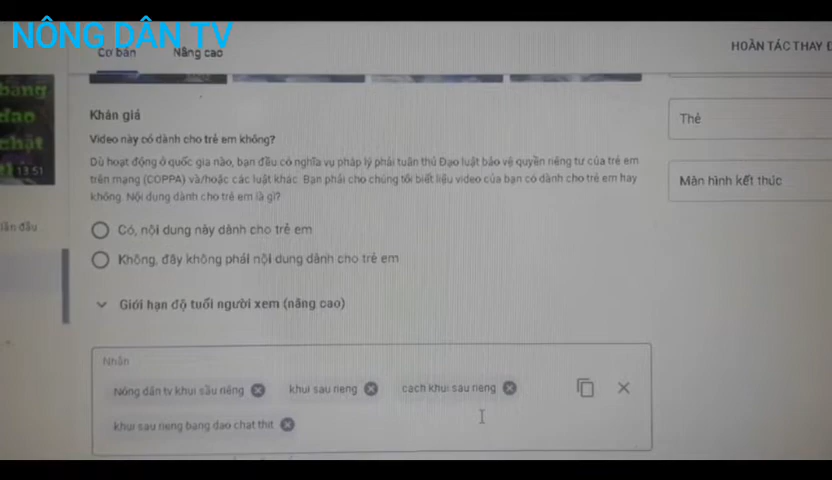 NÔNG DÂN TV
Cơ bản
Nâng cao
HOÀN TÁC THAY Đ
băng
dao
chặt
13:51
Khán giả
Video này có dành cho trẻ em không?
Dù hoạt động ở quốc gia nào, bạn đều có nghĩa vụ pháp lý phải tuân thủ Đạo luật bảo vệ quyền riêng tư của trẻ em
trên mạng (COPPA) và/hoặc các luật khác. Bạn phải cho chúng tôi biết liệu video của bạn có dành cho trẻ em hay
không. Nội dung dành cho trẻ em là gì?
Có, nội dung này dành cho trẻ em
Không, đây không phải nội dung dành cho trẻ em
Giới hạn độ tuổi người xem (nâng cao)
Thẻ
Màn hình kết thúc
lần đầu
Nhãn
Nông dân tv khui sầu riêng
khui sau rieng
cach khui sau rieng
khui sau rieng bang dao chat thit